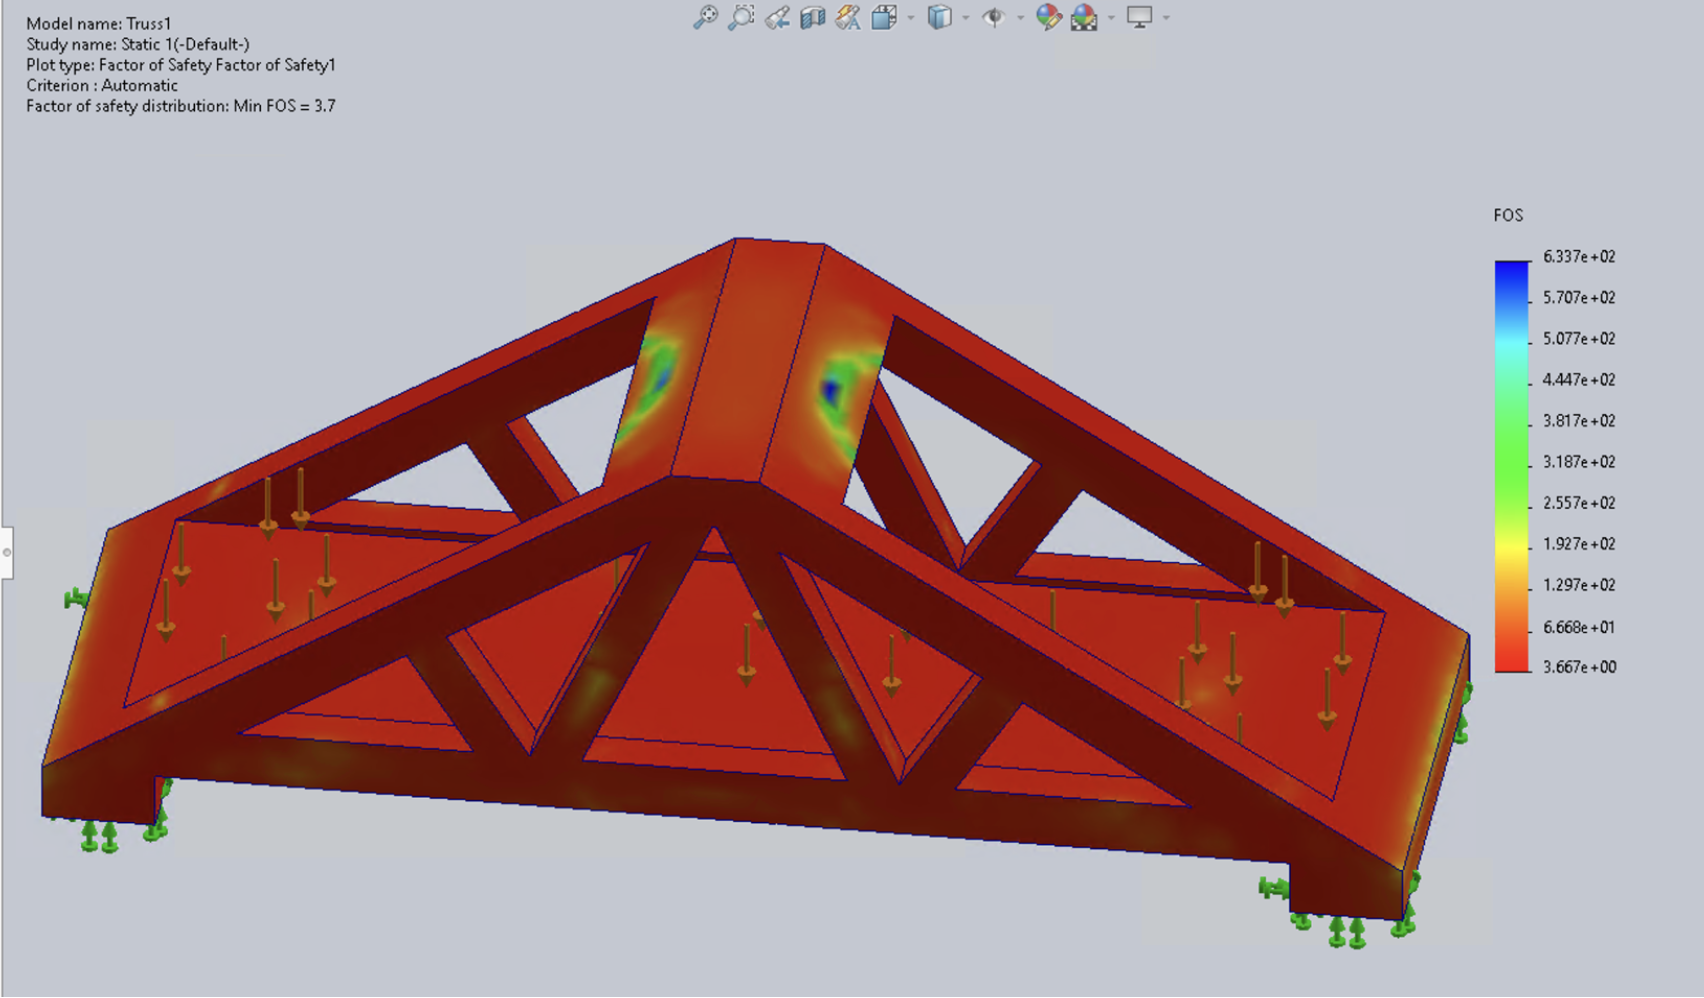 Model name: Truss1
Study name: Static 1(-Default-)
Plot type: Factor of Safety Factor of Safety1
Criterion : Automatic
Factor of safety distribution: Min FOS = 3.7
FOS
6.337e+02
5.707e+02
5.077e+02
4.447e+02
3.817e+02
3.187e+02
2.557e+02
1.927e+02
1.297e+02
6.668e+01
3.667e+00